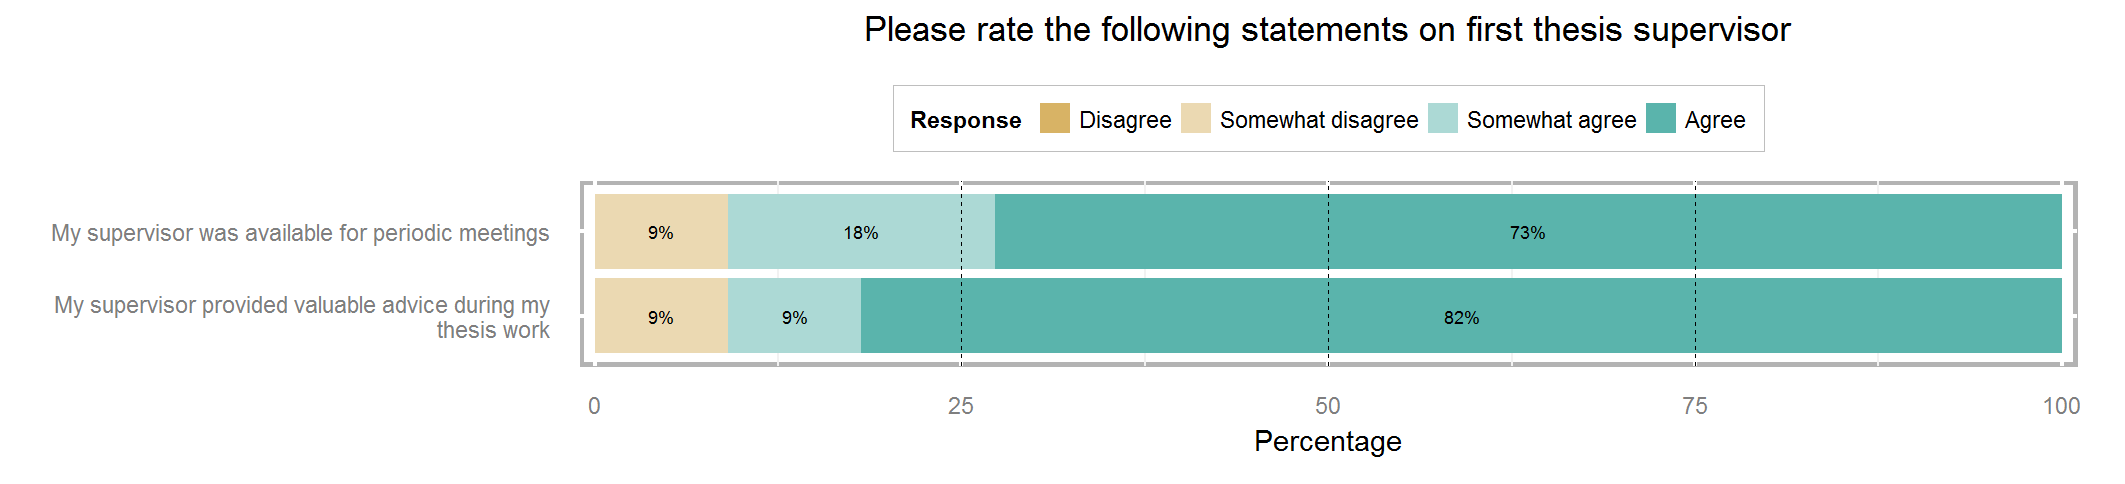 Please rate the following statements on first thesis supervisor
Response Disagree Somewhat disagree Somewhat agree Agree
My supervisor was available for periodic meetings
9% 18% 73%
My supervisor provided valuable advice during my
thesis work
9% 9% 82%
0 25 50 75 100
Percentage